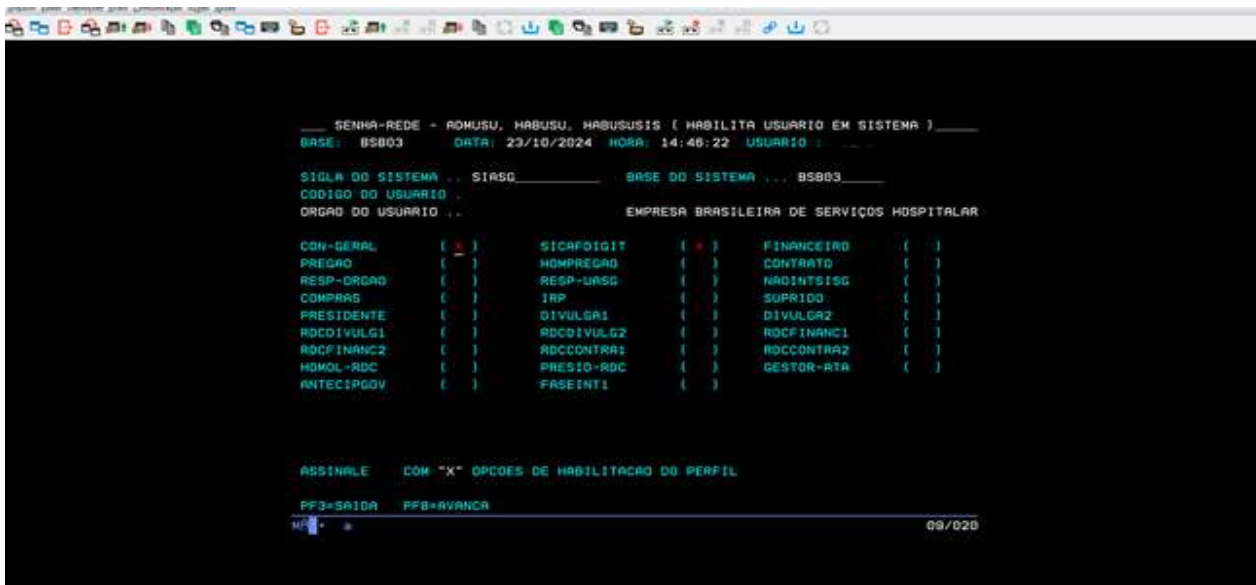 ___ SENHA-REDE - ADMUSU, HABUSU, HABUSUSIS ( HABILITA USUARIO EM SISTEMA )_____
BASE: BSB03 DATA: 23/10/2024 HORA: 14:46:22 USUARIO :
SIGLA DO SISTEMA .. SIASG__________ BASE DO SISTEMA ... BSB03_____
CODIGO DO USUARIO .
ORGAO DO USUARIO .. EMPRESA BRASILEIRA DE SERVIÇOS HOSPITALAR
CON-GERAL ( x ) SICAFDIGIT ( x ) FINANCEIRO ( )
PREGAO ( ) HOMPREGAO ( ) CONTRATO ( )
RESP-ORGAO ( ) RESP-UASG ( ) NAOINTSISG ( )
COMPRAS ( ) IRP ( ) SUPRIDO ( )
PRESIDENTE ( ) DIVULGA1 ( ) DIVULGA2 ( )
RDCDIVULG1 ( ) RDCDIVULG2 ( ) RDCFINANC1 ( )
RDCFINANC2 ( ) RDCCONTRA1 ( ) RDCCONTRA2 ( )
HOMOL-RDC ( ) PRESID-RDC ( ) GESTOR-ATA ( )
ANTECIPGOV ( ) FASEINT1 ( )
ASSINALE COM "X" OPCOES DE HABILITACAO DO PERFIL
PF3=SAIDA PF8=AVANCA
a 09/020